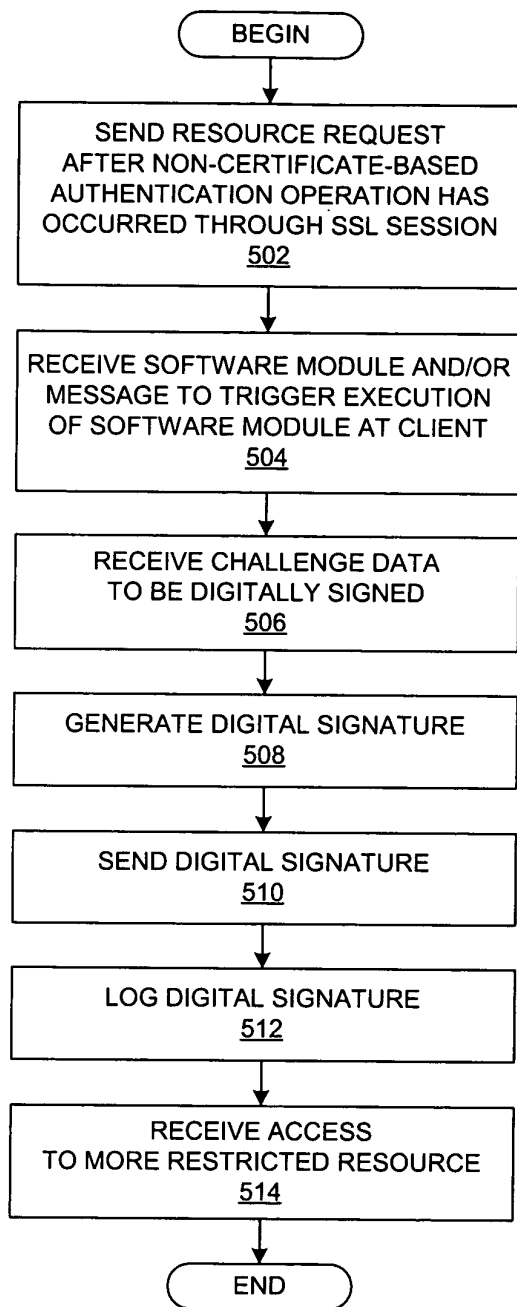 BEGIN
SEND RESOURCE REQUEST
AFTER NON-CERTIFICATE-BASED
AUTHENTICATION OPERATION HAS
OCCURRED THROUGH SSL SESSION
502
RECEIVE SOFTWARE MODULE AND/OR
MESSAGE TO TRIGGER EXECUTION
OF SOFTWARE MODULE AT CLIENT
504
RECEIVE CHALLENGE DATA
TO BE DIGITALLY SIGNED
506
GENERATE DIGITAL SIGNATURE
508
SEND DIGITAL SIGNATURE
510
LOG DIGITAL SIGNATURE
512
RECEIVE ACCESS
TO MORE RESTRICTED RESOURCE
514
END